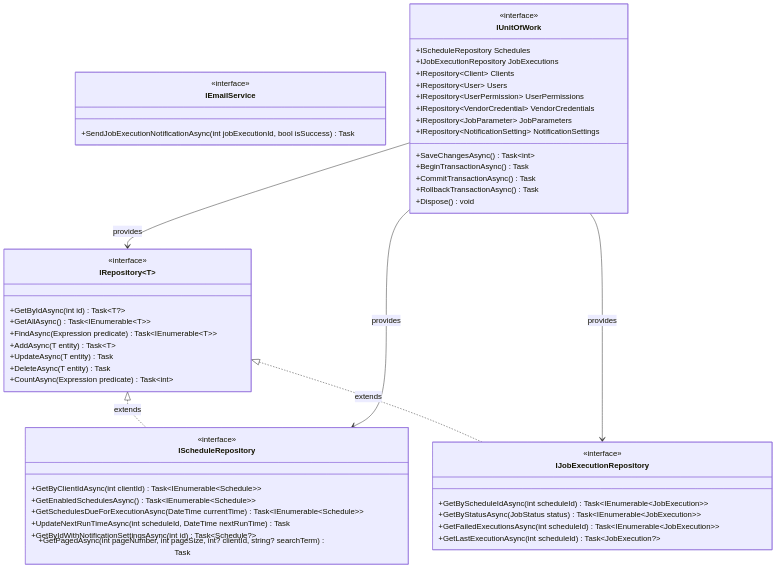 «interface»
IUnitOfWork
+IScheduleRepository Schedules
+IJobExecutionRepository JobExecutions
+IRepository<Client> Clients
+IRepository<User> Users
+IRepository<UserPermission> UserPermissions
+IRepository<VendorCredential> VendorCredentials
+IRepository<JobParameter> JobParameters
+IRepository<NotificationSetting> NotificationSettings
+SaveChangesAsync() : Task<int>
+BeginTransactionAsync() : Task
+CommitTransactionAsync() : Task
+RollbackTransactionAsync() : Task
+Dispose() : void
«interface»
IEmailService
+SendJobExecutionNotificationAsync(int jobExecutionId, bool isSuccess) : Task
provides
«interface»
IRepository<T>
+GetByIdAsync(int id) : Task<T?>
+GetAllAsync() : Task<IEnumerable<T>>
+FindAsync(Expression predicate) : Task<IEnumerable<T>>
+AddAsync(T entity) : Task<T>
+UpdateAsync(T entity) : Task
+DeleteAsync(T entity) : Task
+CountAsync(Expression predicate) : Task<int>
provides
provides
extends
extends
«interface»
IScheduleRepository
+GetByClientIdAsync(int clientId) : Task<IEnumerable<Schedule>>
+GetEnabledSchedulesAsync() : Task<IEnumerable<Schedule>>
+GetSchedulesDueForExecutionAsync(DateTime currentTime) : Task<IEnumerable<Schedule>>
+UpdateNextRunTimeAsync(int scheduleId, DateTime nextRunTime) : Task
+GetByIdWithNotificationSettingsAsync(int id) : Task<Schedule?>
+GetPagedAsync(int pageNumber, int pageSize, int? clientId, string? searchTerm) :
Task
«interface»
IJobExecutionRepository
+GetByScheduleIdAsync(int scheduleId) : Task<IEnumerable<JobExecution>>
+GetByStatusAsync(JobStatus status) : Task<IEnumerable<JobExecution>>
+GetFailedExecutionsAsync(int scheduleId) : Task<IEnumerable<JobExecution>>
+GetLastExecutionAsync(int scheduleId) : Task<JobExecution?>